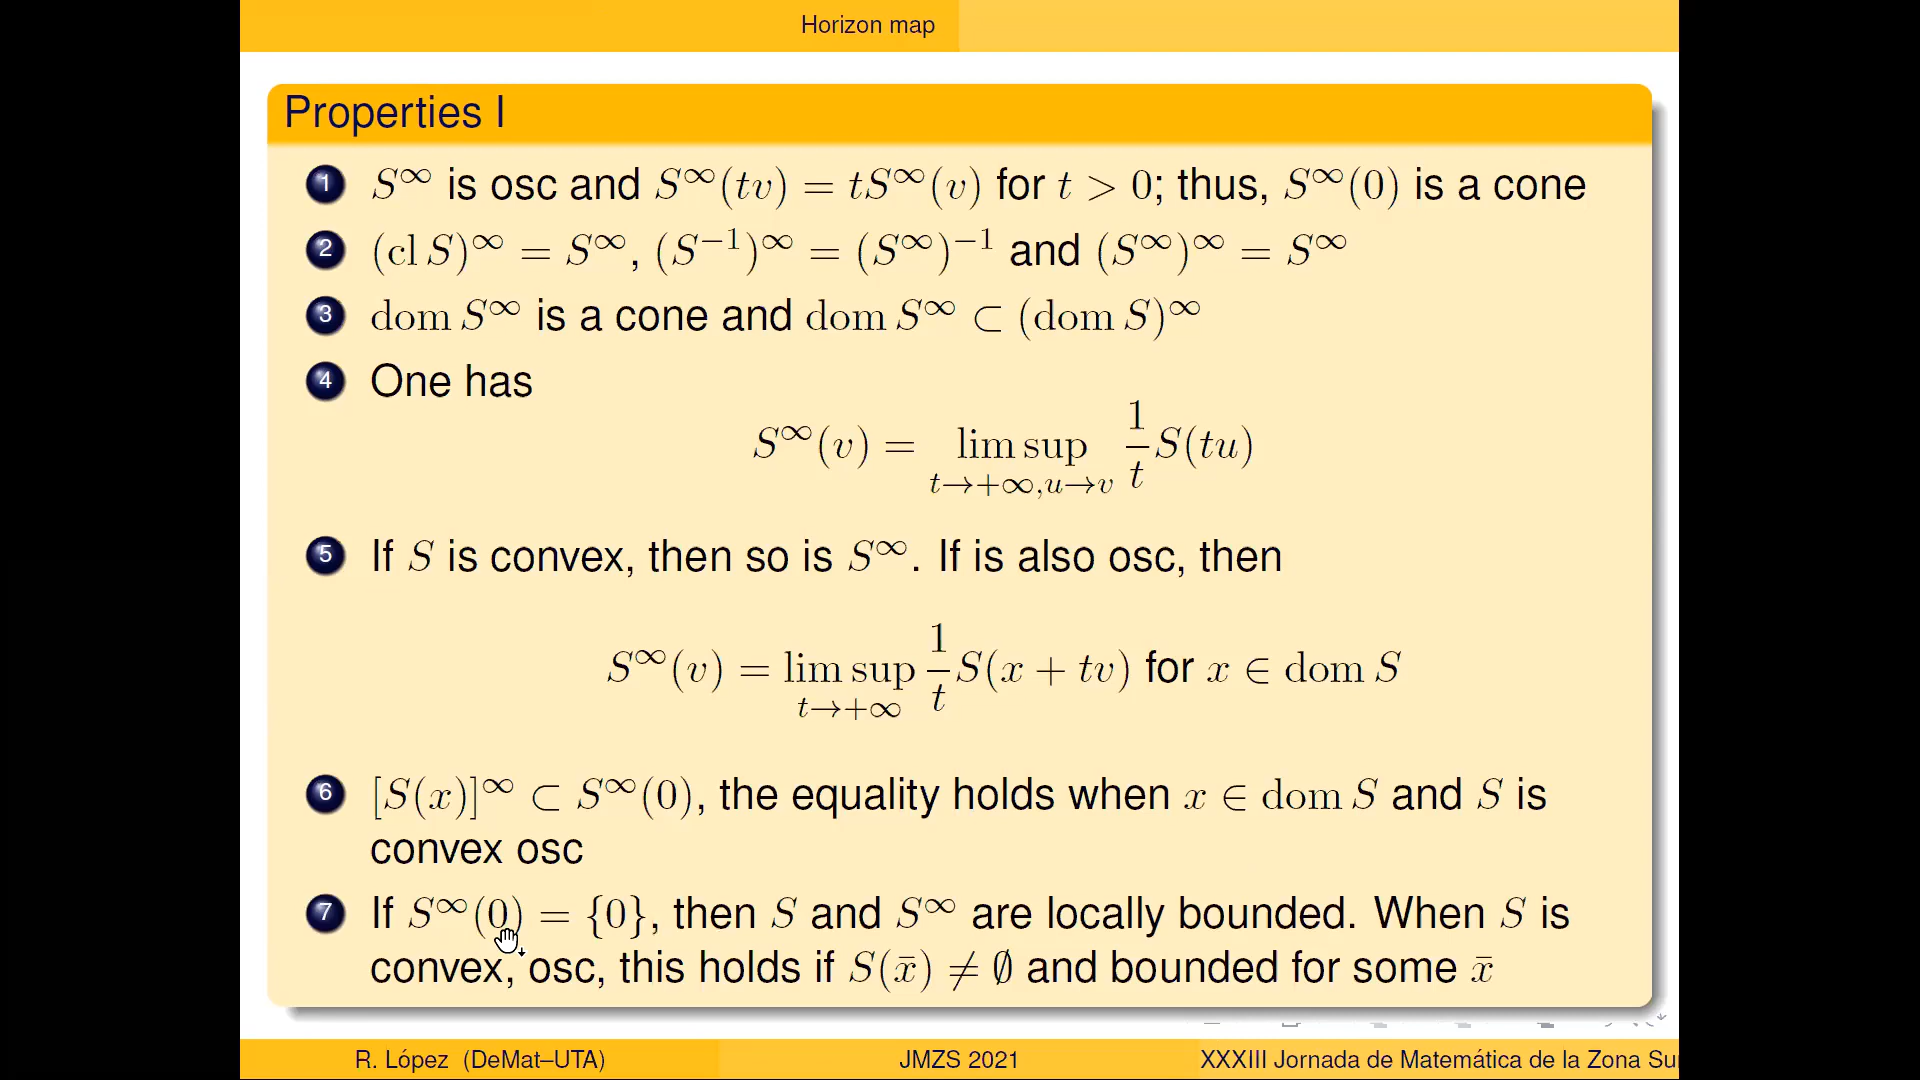 Horizon map
Properties I
1 S^∞ is osc and S^∞(tv) = tS^∞(v) for t > 0; thus, S^∞(0) is a cone
2 (cl S)^∞ = S^∞, (S^{−1})^∞ = (S^∞)^{−1} and (S^∞)^∞ = S^∞
3 dom S^∞ is a cone and dom S^∞ ⊂ (dom S)^∞
4 One has
S^∞(v) = lim sup_{t→+∞,u→v} \frac{1}{t} S(tu)
5 If S is convex, then so is S^∞. If is also osc, then
S^∞(v) = lim sup_{t→+∞} \frac{1}{t} S(x + tv) for x ∈ dom S
6 [S(x)]^∞ ⊂ S^∞(0), the equality holds when x ∈ dom S and S is
convex osc
7 If S^∞(0) = {0}, then S and S^∞ are locally bounded. When S is
convex, osc, this holds if S(x̄) ≠ ∅ and bounded for some x̄
R. López (DeMat–UTA) JMZS 2021 XXXIII Jornada de Matemática de la Zona Su